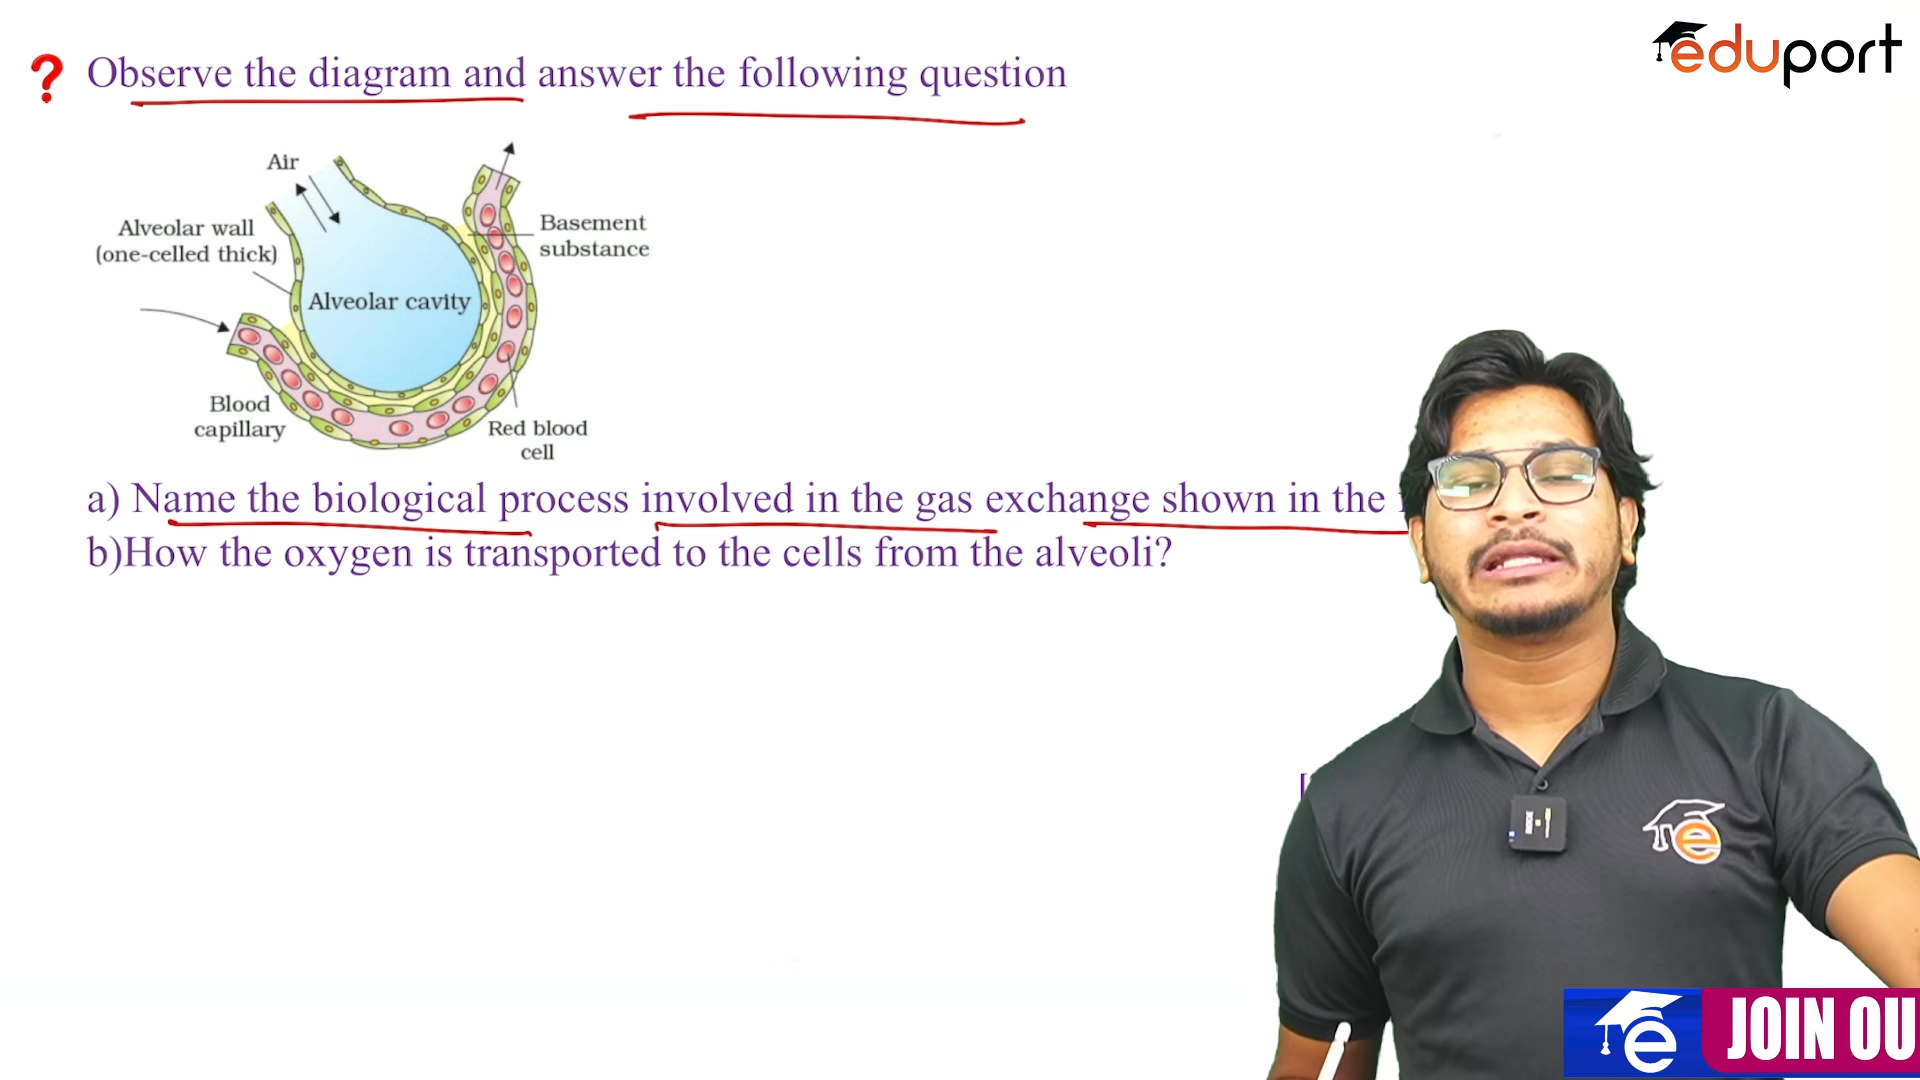 eduport
? Observe the diagram and answer the following question
Air
Alveolar wall
(one-celled thick)
Basement
substance
Alveolar cavity
Blood
capillary
Red blood
cell
a) Name the biological process involved in the gas exchange shown in the
b)How the oxygen is transported to the cells from the alveoli?
e
e JOIN OU